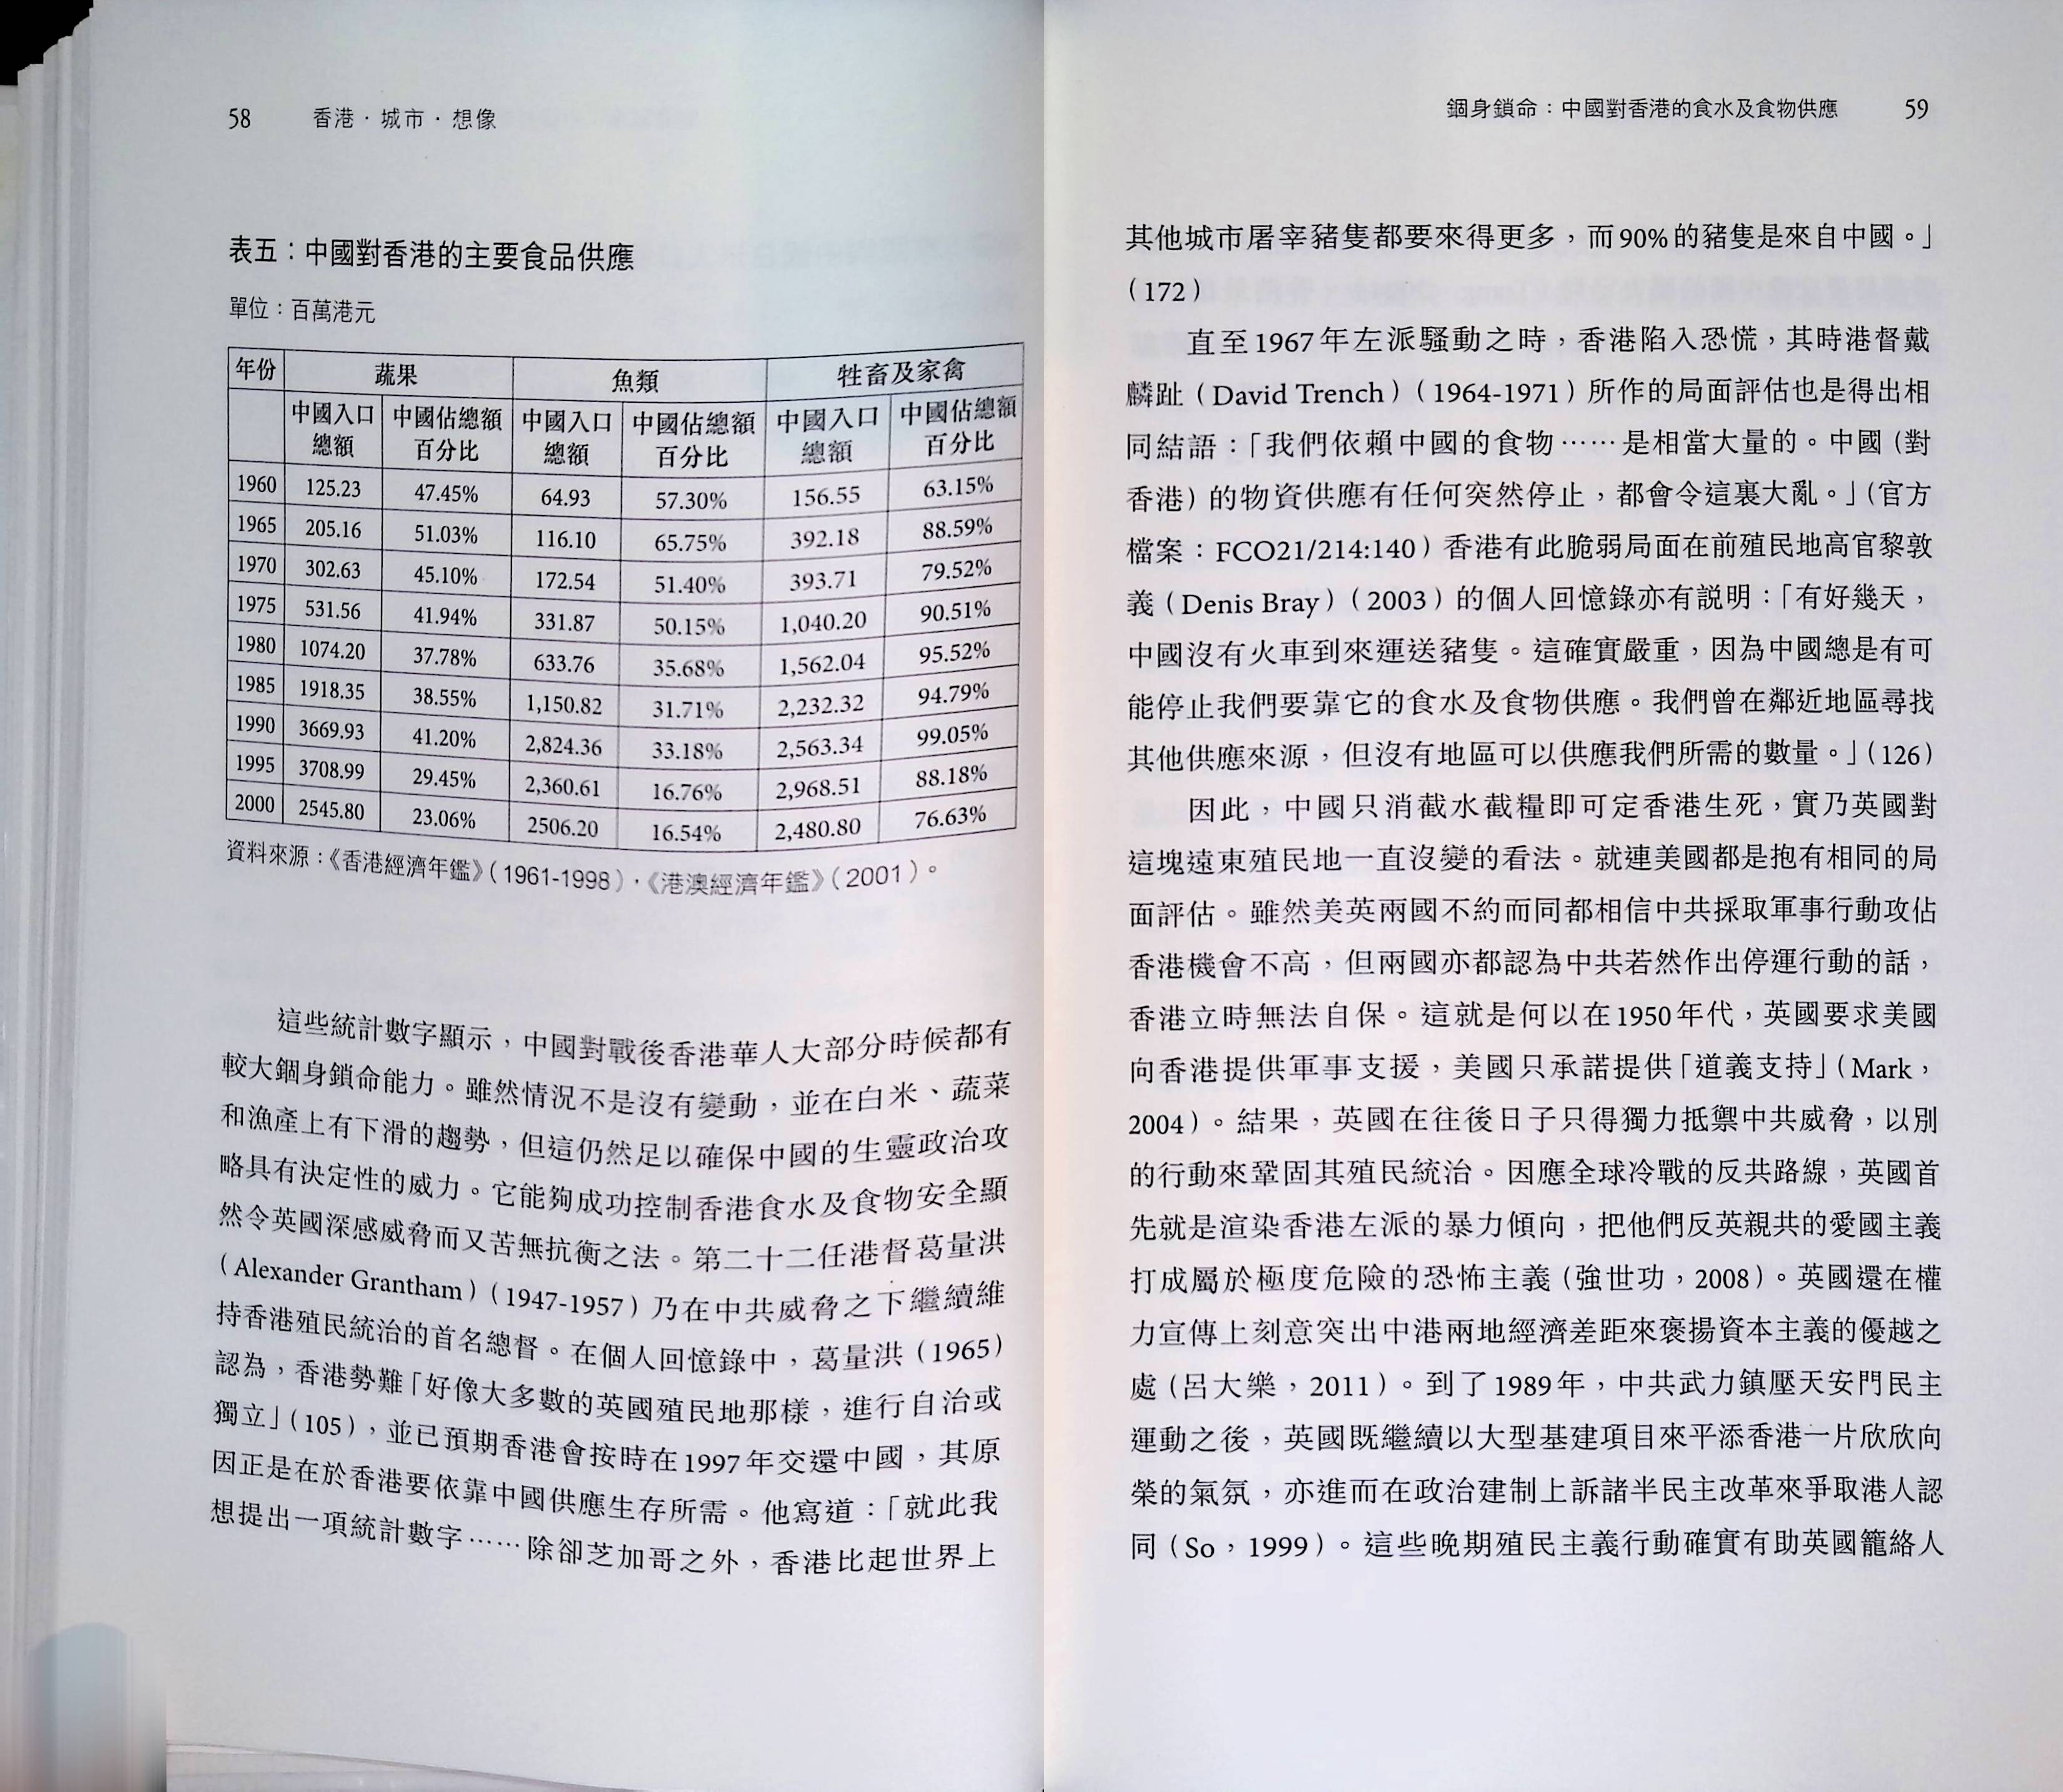 58 香港·城市·想像
表五：中國對香港的主要食品供應
單位：百萬港元
年份 蔬果 魚類 牲畜及家禽
中國入口總額 中國佔總額百分比 中國入口總額 中國佔總額百分比 中國入口總額 中國佔總額百分比
1960 125.23 47.45% 64.93 57.30% 156.55 63.15%
1965 205.16 51.03% 116.10 65.75% 392.18 88.59%
1970 302.63 45.10% 172.54 51.40% 393.71 79.52%
1975 531.56 41.94% 331.87 50.15% 1,040.20 90.51%
1980 1074.20 37.78% 633.76 35.68% 1,562.04 95.52%
1985 1918.35 38.55% 1,150.82 31.71% 2,232.32 94.79%
1990 3669.93 41.20% 2,824.36 33.18% 2,563.34 99.05%
1995 3708.99 29.45% 2,360.61 16.76% 2,968.51 88.18%
2000 2545.80 23.06% 2506.20 16.54% 2,480.80 76.63%
資料來源：《香港經濟年鑑》（1961-1998），《港澳經濟年鑑》（2001）。
這些統計數字顯示，中國對戰後香港華人大部分時候都有
較大錮身鎖命能力。雖然情況不是沒有變動，並在白米、蔬菜
和漁產上有下滑的趨勢，但這仍然足以確保中國的生靈政治攻
略具有決定性的威力。它能夠成功控制香港食水及食物安全顯
然令英國深感威脅而又苦無抗衡之法。第二十二任港督葛量洪
（Alexander Grantham）（1947-1957）乃在中共威脅之下繼續維
持香港殖民統治的首名總督。在個人回憶錄中，葛量洪（1965）
認為，香港勢難「好像大多數的英國殖民地那樣，進行自治或
獨立」（105），並已預期香港會按時在1997年交還中國，其原
因正是在於香港要依靠中國供應生存所需。他寫道：「就此我
想提出一項統計數字……除卻芝加哥之外，香港比起世界上
錮身鎖命：中國對香港的食水及食物供應 59
其他城市屠宰豬隻都要來得更多，而90%的豬隻是來自中國。」
（172）
直至1967年左派騷動之時，香港陷入恐慌，其時港督戴
麟趾（David Trench）（1964-1971）所作的局面評估也是得出相
同結語：「我們依賴中國的食物……是相當大量的。中國（對
香港）的物資供應有任何突然停止，都會令這裏大亂。」（官方
檔案：FCO21/214:140）香港有此脆弱局面在前殖民地高官黎敦
義（Denis Bray）（2003）的個人回憶錄亦有説明：「有好幾天，
中國沒有火車到來運送豬隻。這確實嚴重，因為中國總是有可
能停止我們要靠它的食水及食物供應。我們曾在鄰近地區尋找
其他供應來源，但沒有地區可以供應我們所需的數量。」（126）
因此，中國只消截水截糧即可定香港生死，實乃英國對
這塊遠東殖民地一直沒變的看法。就連美國都是抱有相同的局
面評估。雖然美英兩國不約而同都相信中共採取軍事行動攻佔
香港機會不高，但兩國亦都認為中共若然作出停運行動的話，
香港立時無法自保。這就是何以在1950年代，英國要求美國
向香港提供軍事支援，美國只承諾提供「道義支持」（Mark，
2004）。結果，英國在往後日子只得獨力抵禦中共威脅，以別
的行動來鞏固其殖民統治。因應全球冷戰的反共路線，英國首
先就是渲染香港左派的暴力傾向，把他們反英親共的愛國主義
打成屬於極度危險的恐怖主義（強世功，2008）。英國還在權
力宣傳上刻意突出中港兩地經濟差距來褒揚資本主義的優越之
處（呂大樂，2011）。到了1989年，中共武力鎮壓天安門民主
運動之後，英國既繼續以大型基建項目來平添香港一片欣欣向
榮的氣氛，亦進而在政治建制上訴諸半民主改革來爭取港人認
同（So，1999）。這些晚期殖民主義行動確實有助英國籠絡人